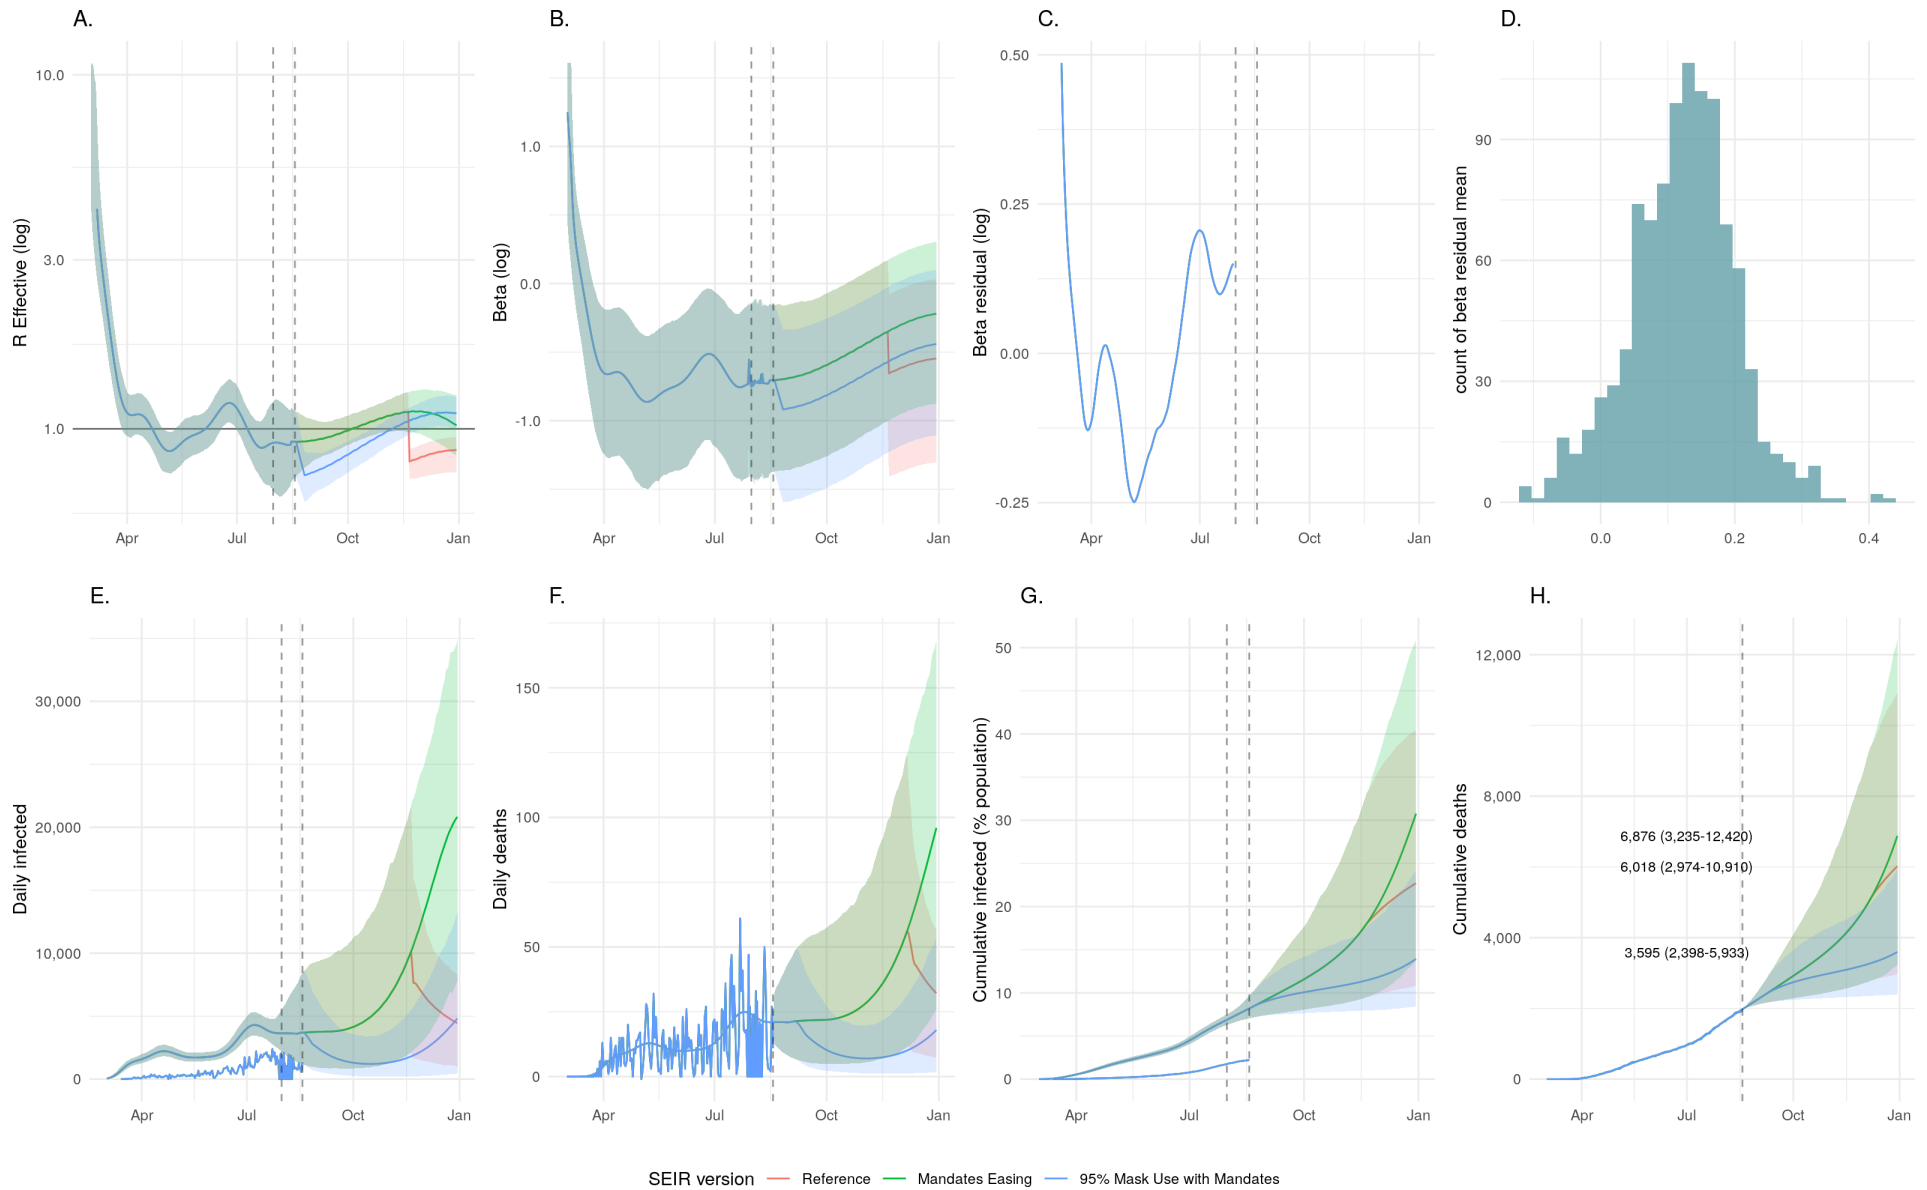 A.
R Effective (log)
10.0
3.0
1.0
Apr Jul Oct Jan
B.
Beta (log)
1.0
0.0
-1.0
Apr Jul Oct Jan
C.
Beta residual (log)
0.50
0.25
0.00
-0.25
Apr Jul Oct Jan
D.
count of beta residual mean
90
60
30
0
0.0 0.2 0.4
E.
Daily infected
30,000
20,000
10,000
0
Apr Jul Oct Jan
F.
Daily deaths
150
100
50
0
Apr Jul Oct Jan
G.
Cumulative infected (% population)
50
40
30
20
10
0
Apr Jul Oct Jan
H.
Cumulative deaths
12,000
8,000
4,000
0
6,876 (3,235-12,420)
6,018 (2,974-10,910)
3,595 (2,398-5,933)
Apr Jul Oct Jan
SEIR version Reference Mandates Easing 95% Mask Use with Mandates